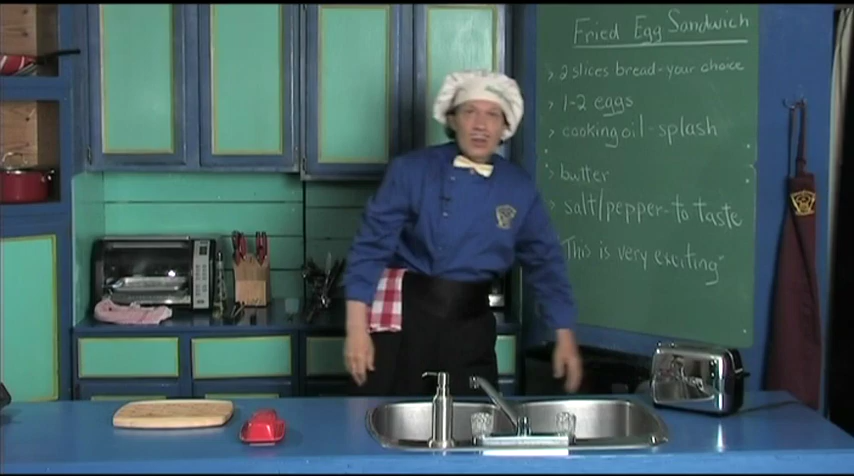 Fried Egg Sandwich
> 2 slices bread - your choice
> 1-2 eggs
> cooking oil - splash
> butter
> salt/pepper - to taste
"This is very exciting"